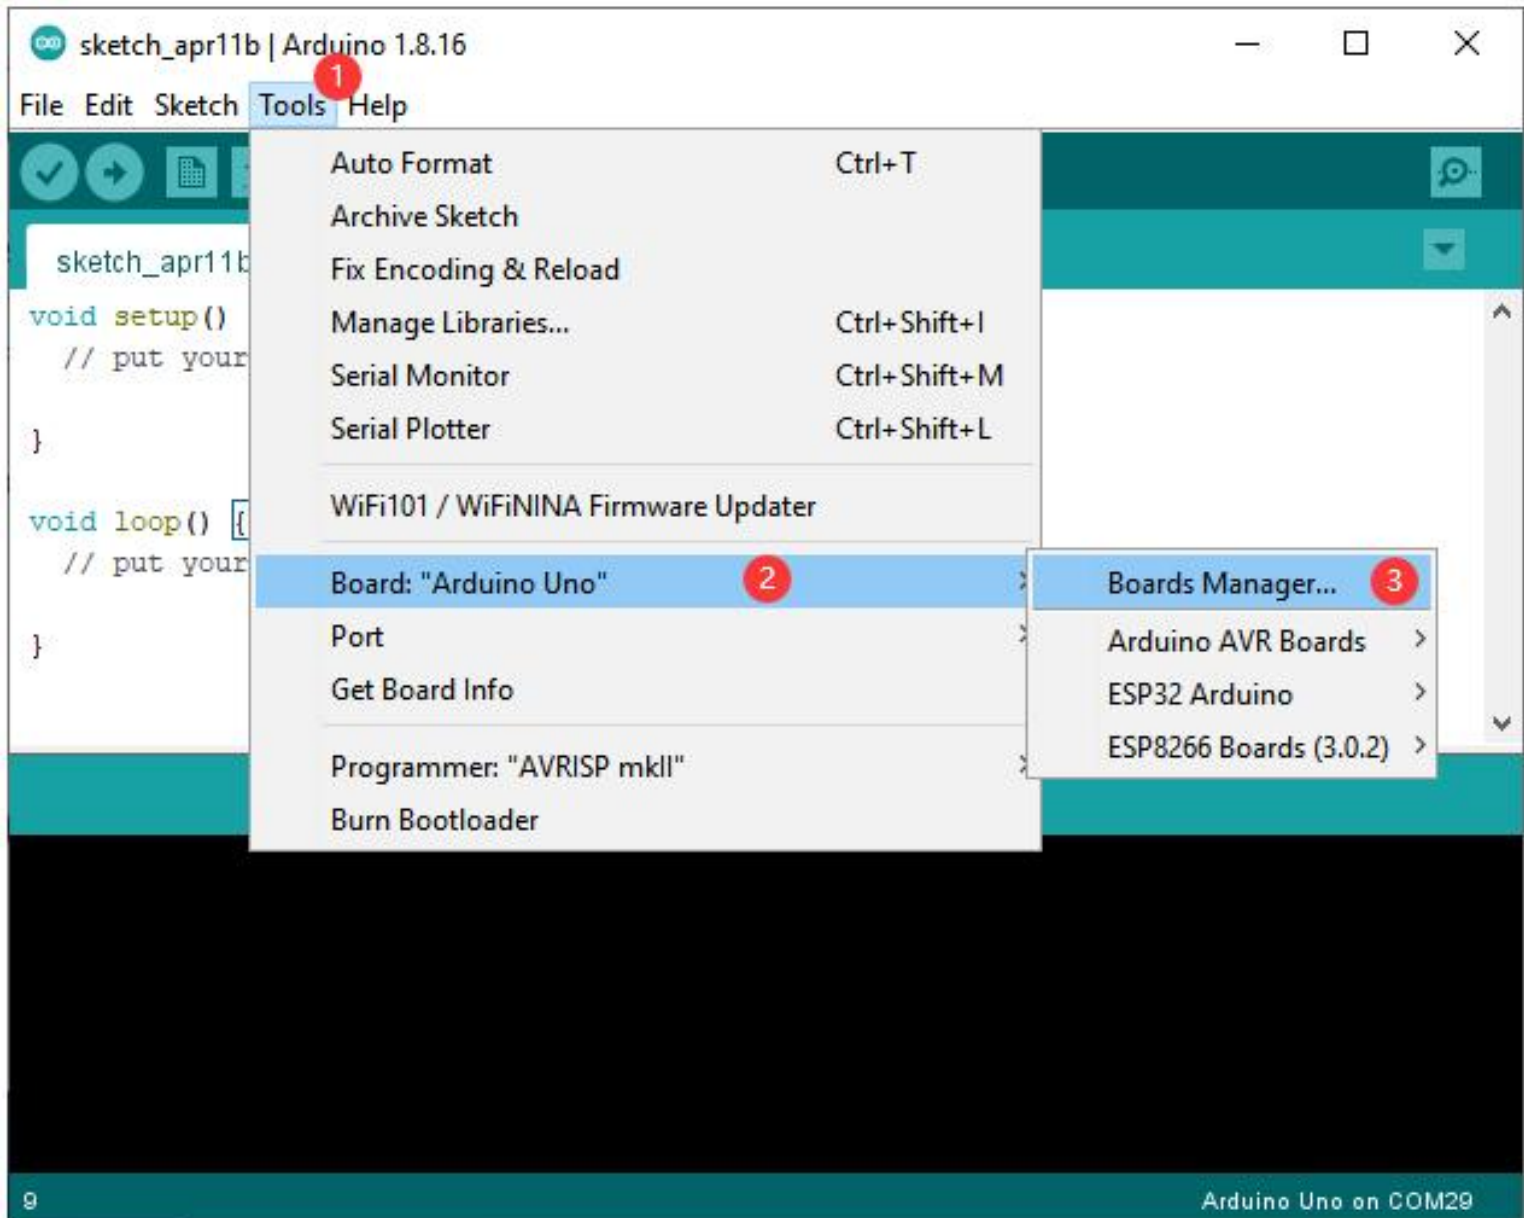 sketch_apr11b | Arduino 1.8.16
1
File Edit Sketch Tools Help
Auto Format Ctrl+T
Archive Sketch
sketch_apr11b
Fix Encoding & Reload
void setup()
Manage Libraries... Ctrl+Shift+I
// put your
Serial Monitor Ctrl+Shift+M
}
Serial Plotter Ctrl+Shift+L
WiFi101 / WiFiNINA Firmware Updater
void loop() {
// put your
Board: "Arduino Uno" 2
Boards Manager... 3
}
Port
Arduino AVR Boards
Get Board Info
ESP32 Arduino
ESP8266 Boards (3.0.2)
Programmer: "AVRISP mkII"
Burn Bootloader
9
Arduino Uno on COM29